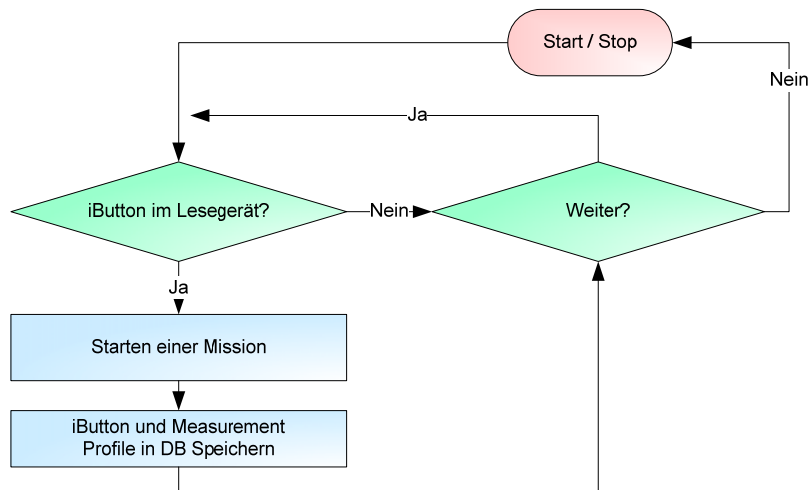 Start / Stop
Nein
Ja
iButton im Lesegerät?
Nein
Weiter?
Ja
Starten einer Mission
iButton und Measurement
Profile in DB Speichern